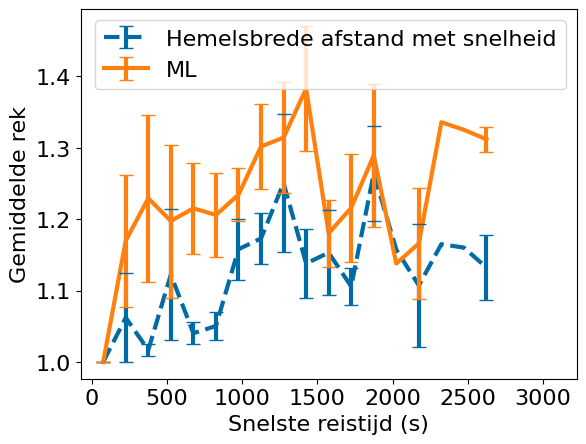 Hemelsbrede afstand met snelheid
ML
Gemiddelde rek
1.4
1.3
1.2
1.1
1.0
0 500 1000 1500 2000 2500 3000
Snelste reistijd (s)